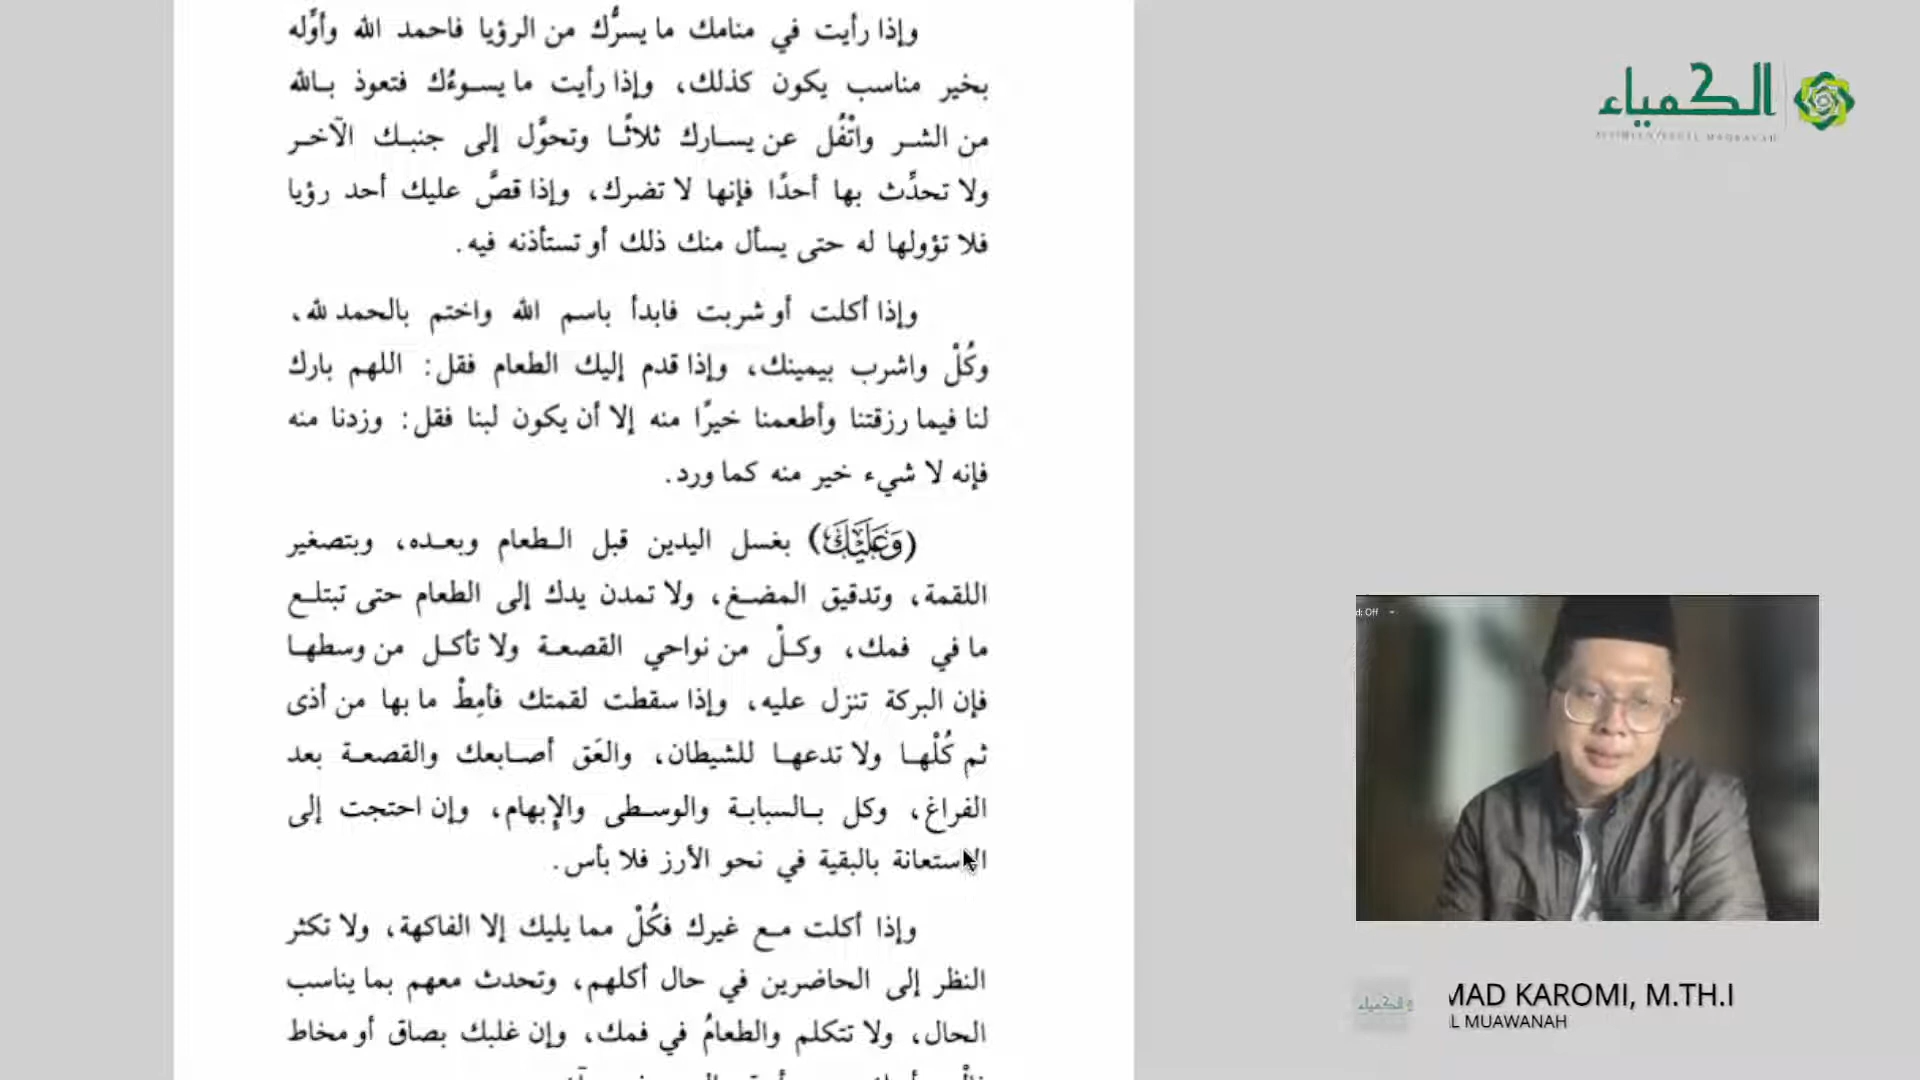 وإذا رأيت في منامك ما يسرُّك من الرؤيا فاحمد الله وأوِّله
بخير مناسب يكون كذلك، وإذا رأيت ما يسوءُك فتعوذ بالله
من الشر واتْفُل عن يسارك ثلاثًا وتحوَّل إلى جنبك الآخر
ولا تحدِّث بها أحدًا فإنها لا تضرك، وإذا قصَّ عليك أحد رؤيا
فلا تؤولها له حتى يسأل منك ذلك أو تستأذنه فيه.
وإذا أكلت أو شربت فابدأ باسم الله واختم بالحمد لله،
وكُلْ واشرب بيمينك، وإذا قدم إليك الطعام فقل: اللهم بارك
لنا فيما رزقتنا وأطعمنا خيرًا منه إلا أن يكون لبنا فقل: وزدنا منه
فإنه لا شيء خير منه كما ورد.
(وَعَلَيْكَ) بغسل اليدين قبل الطعام وبعده، وبتصغير
اللقمة، وتدقيق المضغ، ولا تمدن يدك إلى الطعام حتى تبتلع
ما في فمك، وكلْ من نواحي القصعة ولا تأكل من وسطها
فإن البركة تنزل عليه، وإذا سقطت لقمتك فأمِطْ ما بها من أذى
ثم كُلْها ولا تدعها للشيطان، والعَق أصابعك والقصعة بعد
الفراغ، وكل بالسبابة والوسطى والإبهام، وإن احتجت إلى
الاستعانة بالبقية في نحو الأرز فلا بأس.
وإذا أكلت مع غيرك فكُلْ مما يليك إلا الفاكهة، ولا تكثر
النظر إلى الحاضرين في حال أكلهم، وتحدث معهم بما يناسب
الحال، ولا تتكلم والطعامُ في فمك، وإن غلبك بصاق أو مخاط
الكمياء
d: Off
الكمياء
MAD KAROMI, M.TH.I
L MUAWANAH